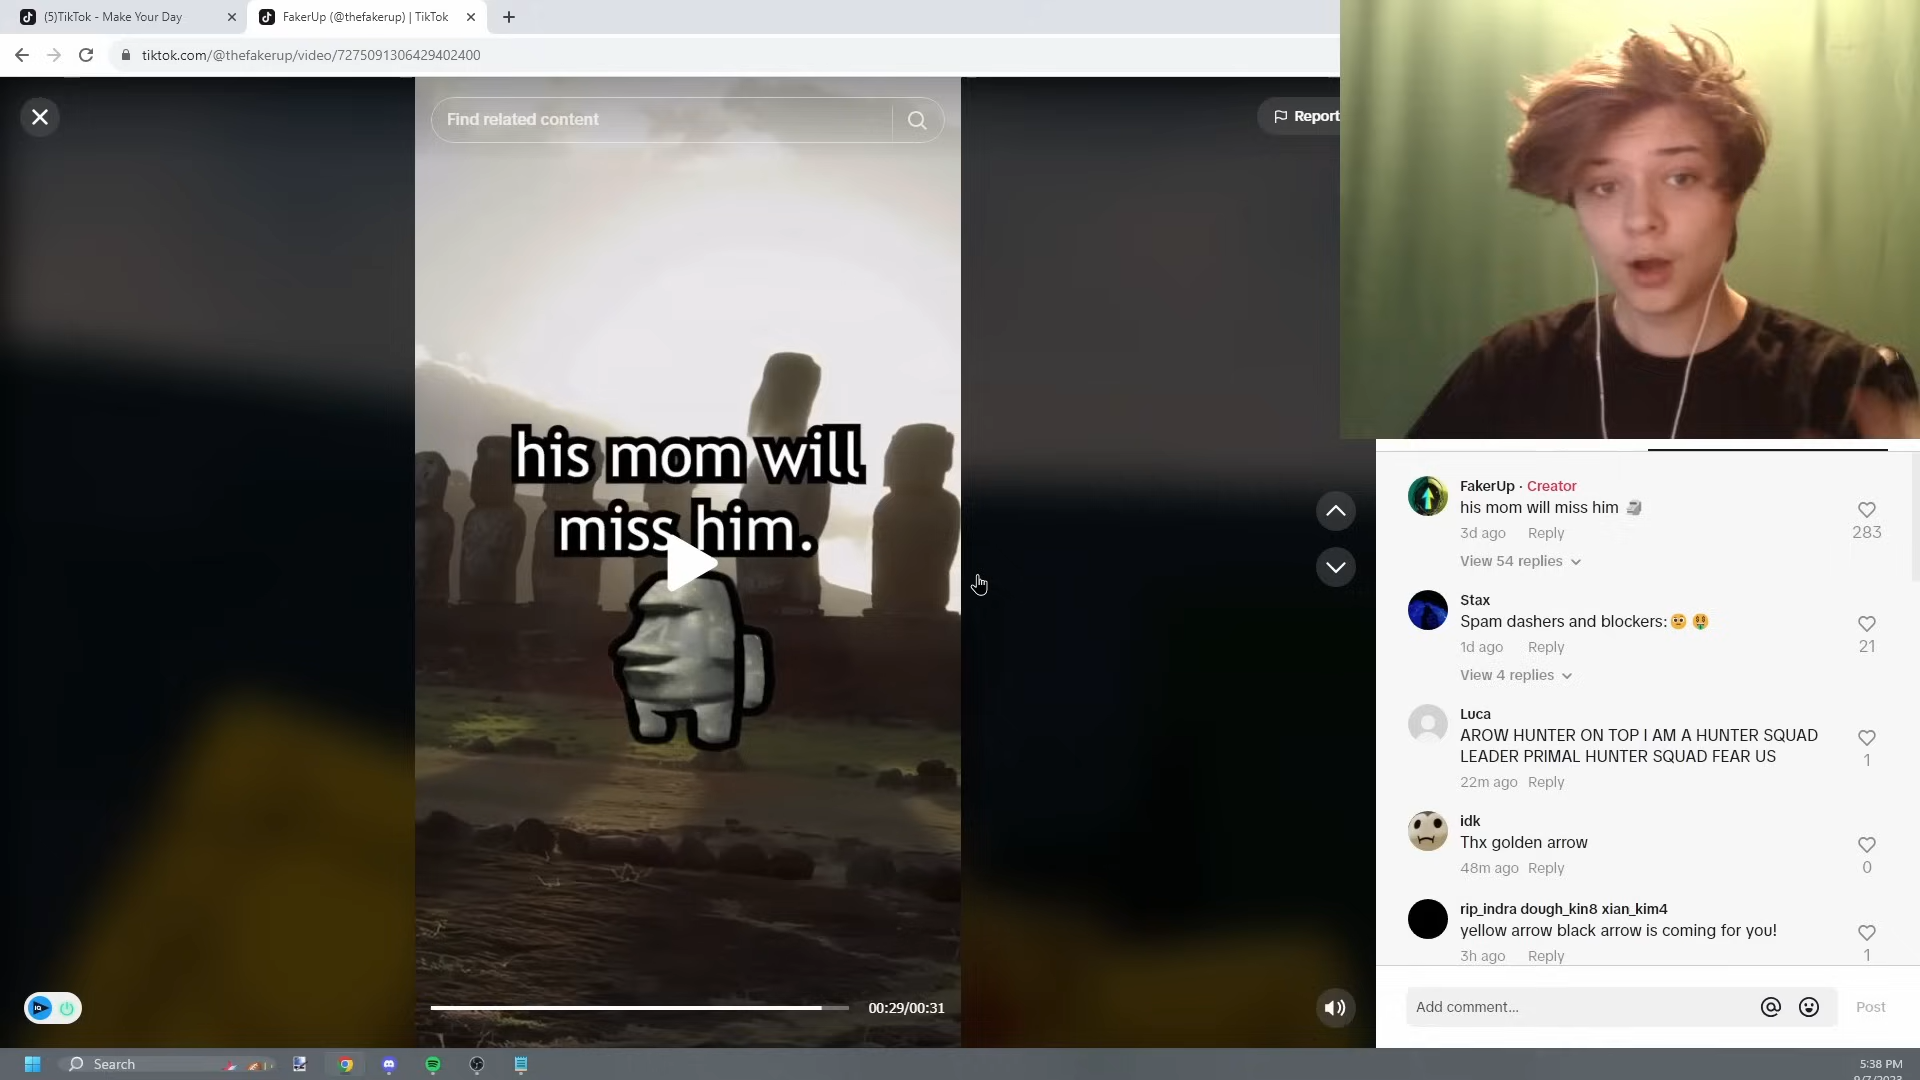 (5)TikTok - Make Your Day
FakerUp (@thefakerup) | TikTok
tiktok.com/@thefakerup/video/7275091306429402400
Find related content
Report
his mom will
miss him.
00:29/00:31
FakerUp · Creator
his mom will miss him 🗿
283
3d ago Reply
View 54 replies
Stax
Spam dashers and blockers:🫡 🤑
21
1d ago Reply
View 4 replies
Luca
AROW HUNTER ON TOP I AM A HUNTER SQUAD
LEADER PRIMAL HUNTER SQUAD FEAR US
1
22m ago Reply
idk
Thx golden arrow
0
48m ago Reply
rip_indra dough_kin8 xian_kim4
yellow arrow black arrow is coming for you!
1
3h ago Reply
Add comment...
Post
Search
5:38 PM